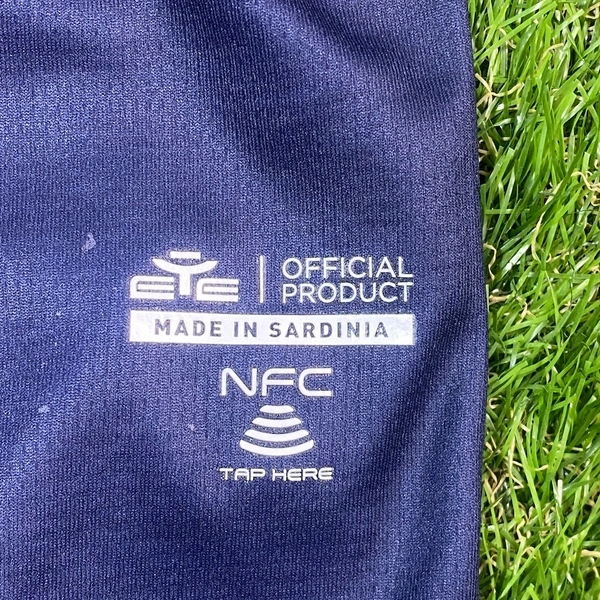 EYE
OFFICIAL
PRODUCT
MADE IN SARDINIA
NFC
TAP HERE